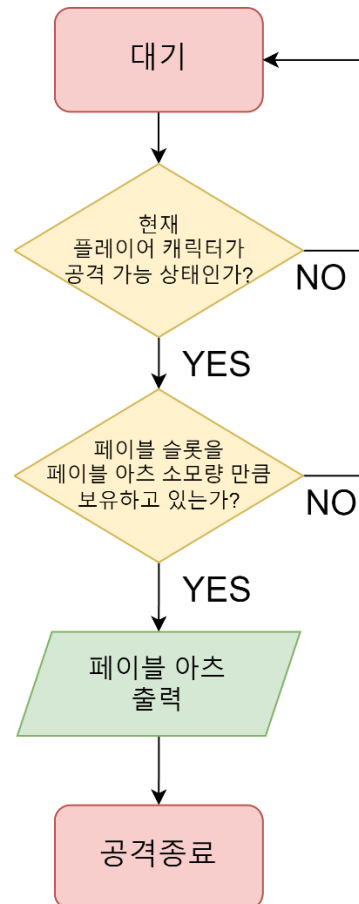 대기
현재
플레이어 캐릭터가
공격 가능 상태인가?
NO
YES
페이블 슬롯을
페이블 아츠 소모량 만큼
보유하고 있는가?
NO
YES
페이블 아츠
출력
공격종료